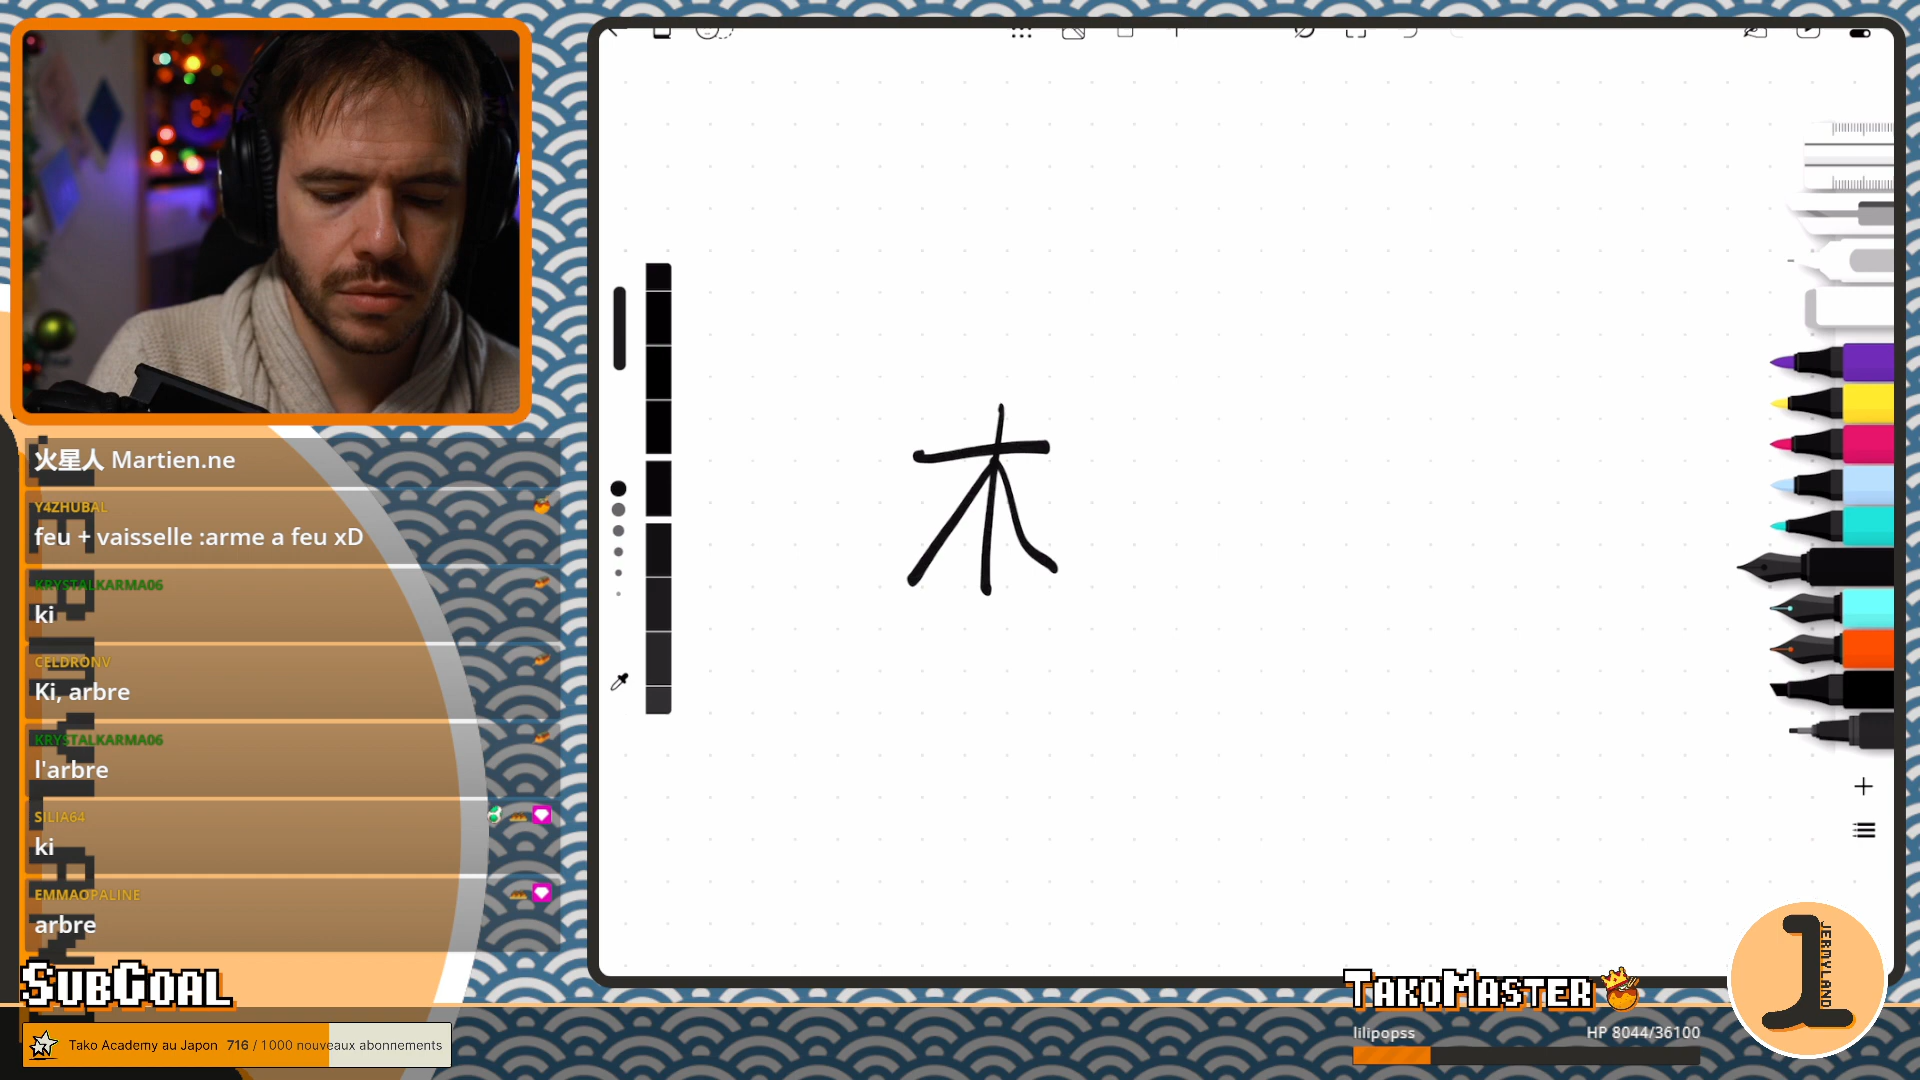 火星人 Martien.ne
Y4ZHUBAL
feu + vaisselle :arme a feu xD
KRYSTALKARMA06
ki
CELDRONV
Ki, arbre
KRYSTALKARMA06
l'arbre
SILIA64
ki
EMMAOPALINE
arbre
SUBGOAL
Tako Academy au Japon 716 / 1000 nouveaux abonnements
木
TAKOMASTER
lilipopss HP 8044/36100
JERMYLAND